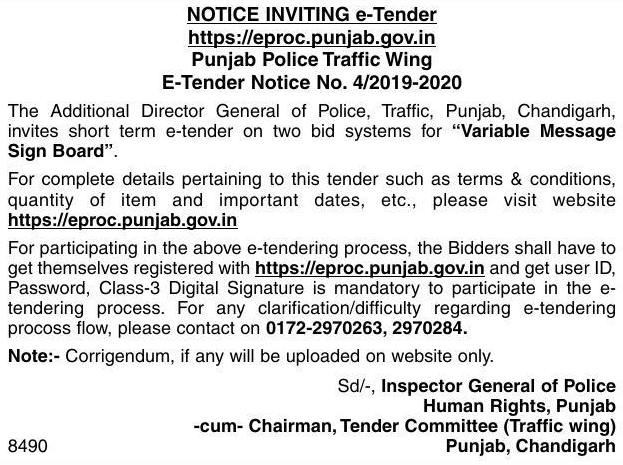 NOTICE INVITING e-Tender
https://eproc.punjab.gov.in
Punjab Police Traffic Wing
E-Tender Notice No. 4/2019-2020
The Additional Director General of Police, Traffic, Punjab, Chandigarh,
invites short term e-tender on two bid systems for “Variable Message
Sign Board”.
For complete details pertaining to this tender such as terms & conditions,
quantity of item and important dates, etc., please visit website
https://eproc.punjab.gov.in
For participating in the above e-tendering process, the Bidders shall have to
get themselves registered with https://eproc.punjab.gov.in and get user ID,
Password, Class-3 Digital Signature is mandatory to participate in the e-
tendering process. For any clarification/difficulty regarding e-tendering
procoss flow, please contact on 0172-2970263, 2970284.
Note:- Corrigendum, if any will be uploaded on website only.
Sd/-, Inspector General of Police
Human Rights, Punjab
-cum- Chairman, Tender Committee (Traffic wing)
8490 Punjab, Chandigarh